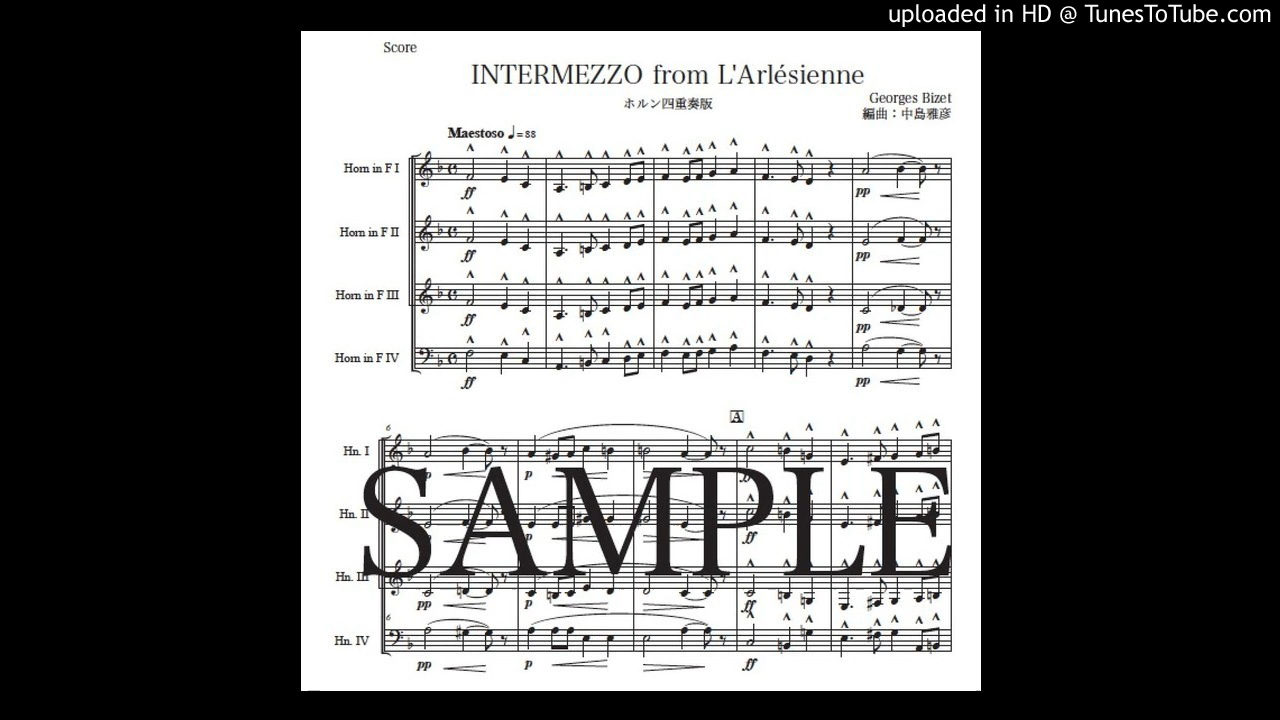 uploaded in HD @ TunesToTube.com
Score
INTERMEZZO from L'Arlésienne
ホルン四重奏版
Georges Bizet
編曲：中島雅彦
Maestoso ♩= 88
Horn in F I
ff
pp
Horn in F II
ff
pp
Horn in F III
ff
pp
Horn in F IV
ff
pp
A
6
Hn. I
p
Hn. II
p
ff
SAMPLE
Hn. III
pp
p
ff
6
Hn. IV
pp
p
ff